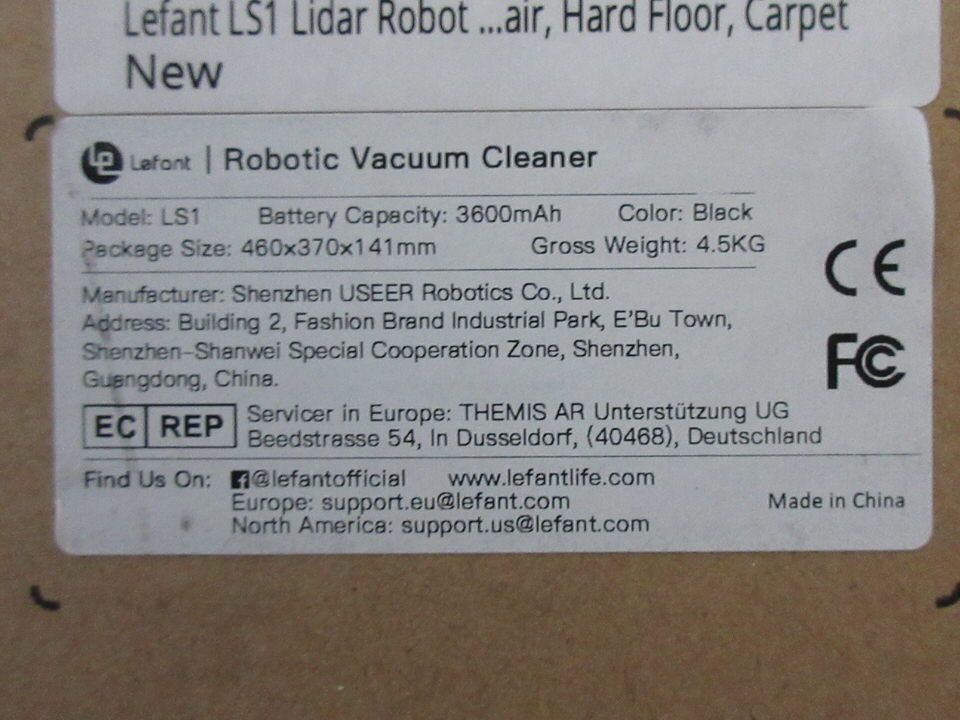 Lefant LS1 Lidar Robot ...air, Hard Floor, Carpet
New
Lefant | Robotic Vacuum Cleaner
Model: LS1 Battery Capacity: 3600mAh Color: Black
Package Size: 460x370x141mm Gross Weight: 4.5KG
CE
Manufacturer: Shenzhen USEER Robotics Co., Ltd.
Address: Building 2, Fashion Brand Industrial Park, E'Bu Town,
Shenzhen-Shanwei Special Cooperation Zone, Shenzhen,
Guangdong, China.
FC
EC REP Servicer in Europe: THEMIS AR Unterstützung UG
Beedstrasse 54, In Dusseldorf, (40468), Deutschland
Find Us On: @lefantofficial www.lefantlife.com
Europe: support.eu@lefant.com
Made in China
North America: support.us@lefant.com